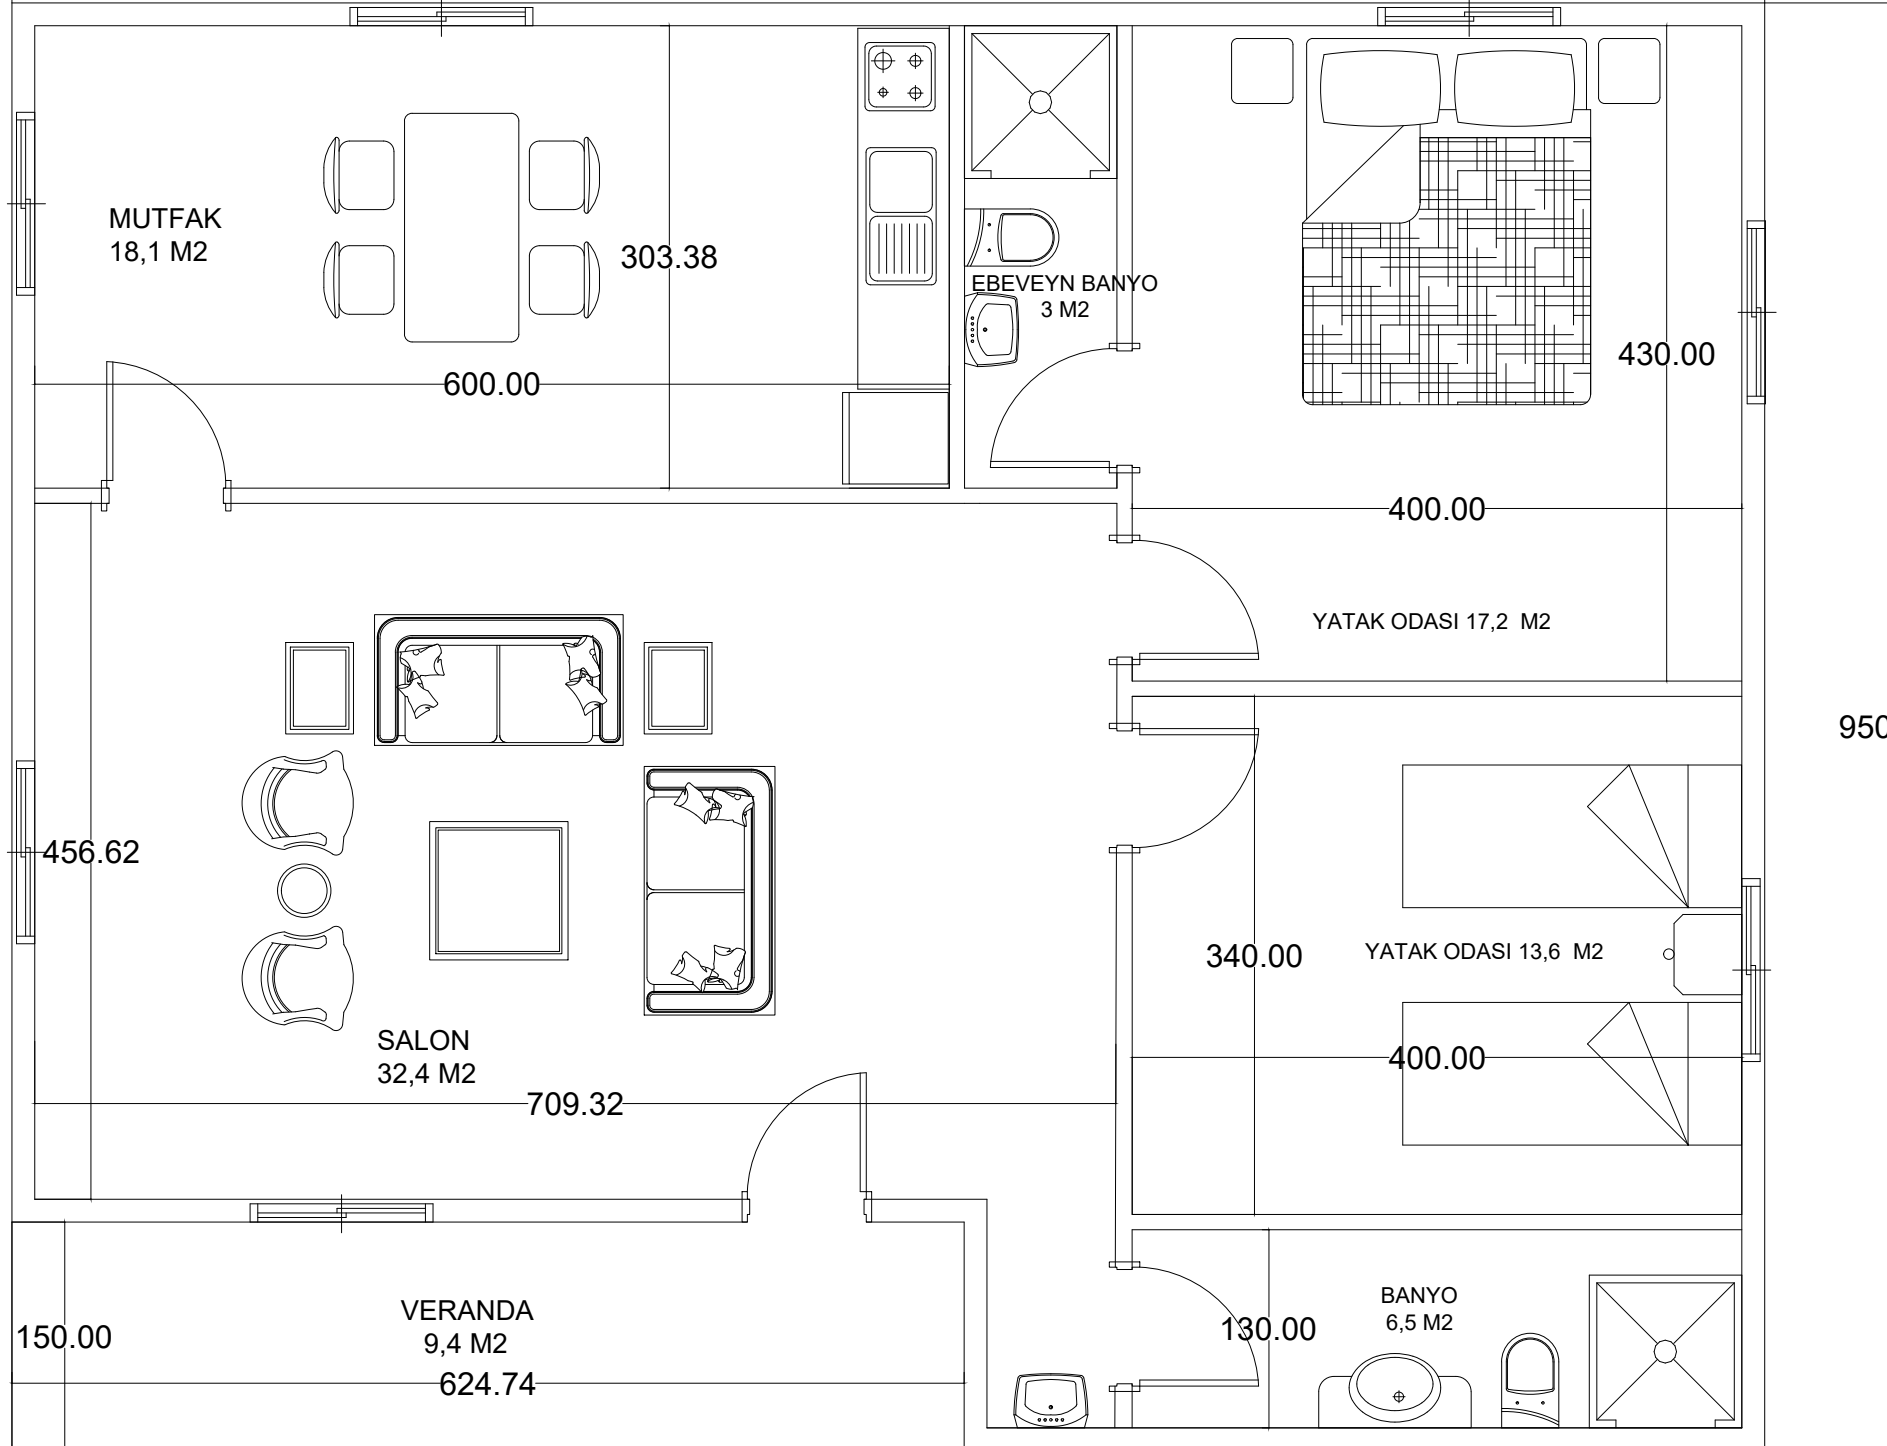 MUTFAK
18,1 M2
303.38
600.00
EBEVEYN BANYO
3 M2
430.00
400.00
YATAK ODASI 17,2 M2
950
456.62
340.00
YATAK ODASI 13,6 M2
400.00
SALON
32,4 M2
709.32
VERANDA
9,4 M2
150.00
624.74
130.00
BANYO
6,5 M2